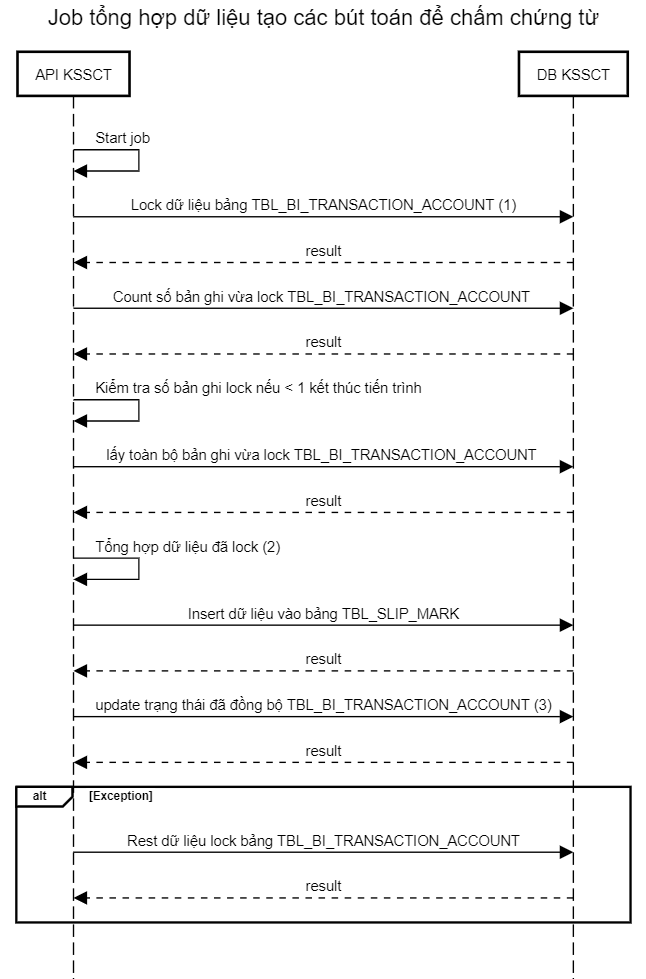 Job tổng hợp dữ liệu tạo các bút toán để chấm chứng từ
API KSSCT
DB KSSCT
Start job
Lock dữ liệu bảng TBL_BI_TRANSACTION_ACCOUNT (1)
result
Count số bản ghi vừa lock TBL_BI_TRANSACTION_ACCOUNT
result
Kiểm tra số bản ghi lock nếu < 1 kết thúc tiến trình
lấy toàn bộ bản ghi vừa lock TBL_BI_TRANSACTION_ACCOUNT
result
Tổng hợp dữ liệu đã lock (2)
Insert dữ liệu vào bảng TBL_SLIP_MARK
result
update trạng thái đã đồng bộ TBL_BI_TRANSACTION_ACCOUNT (3)
result
alt
[Exception]
Rest dữ liệu lock bảng TBL_BI_TRANSACTION_ACCOUNT
result